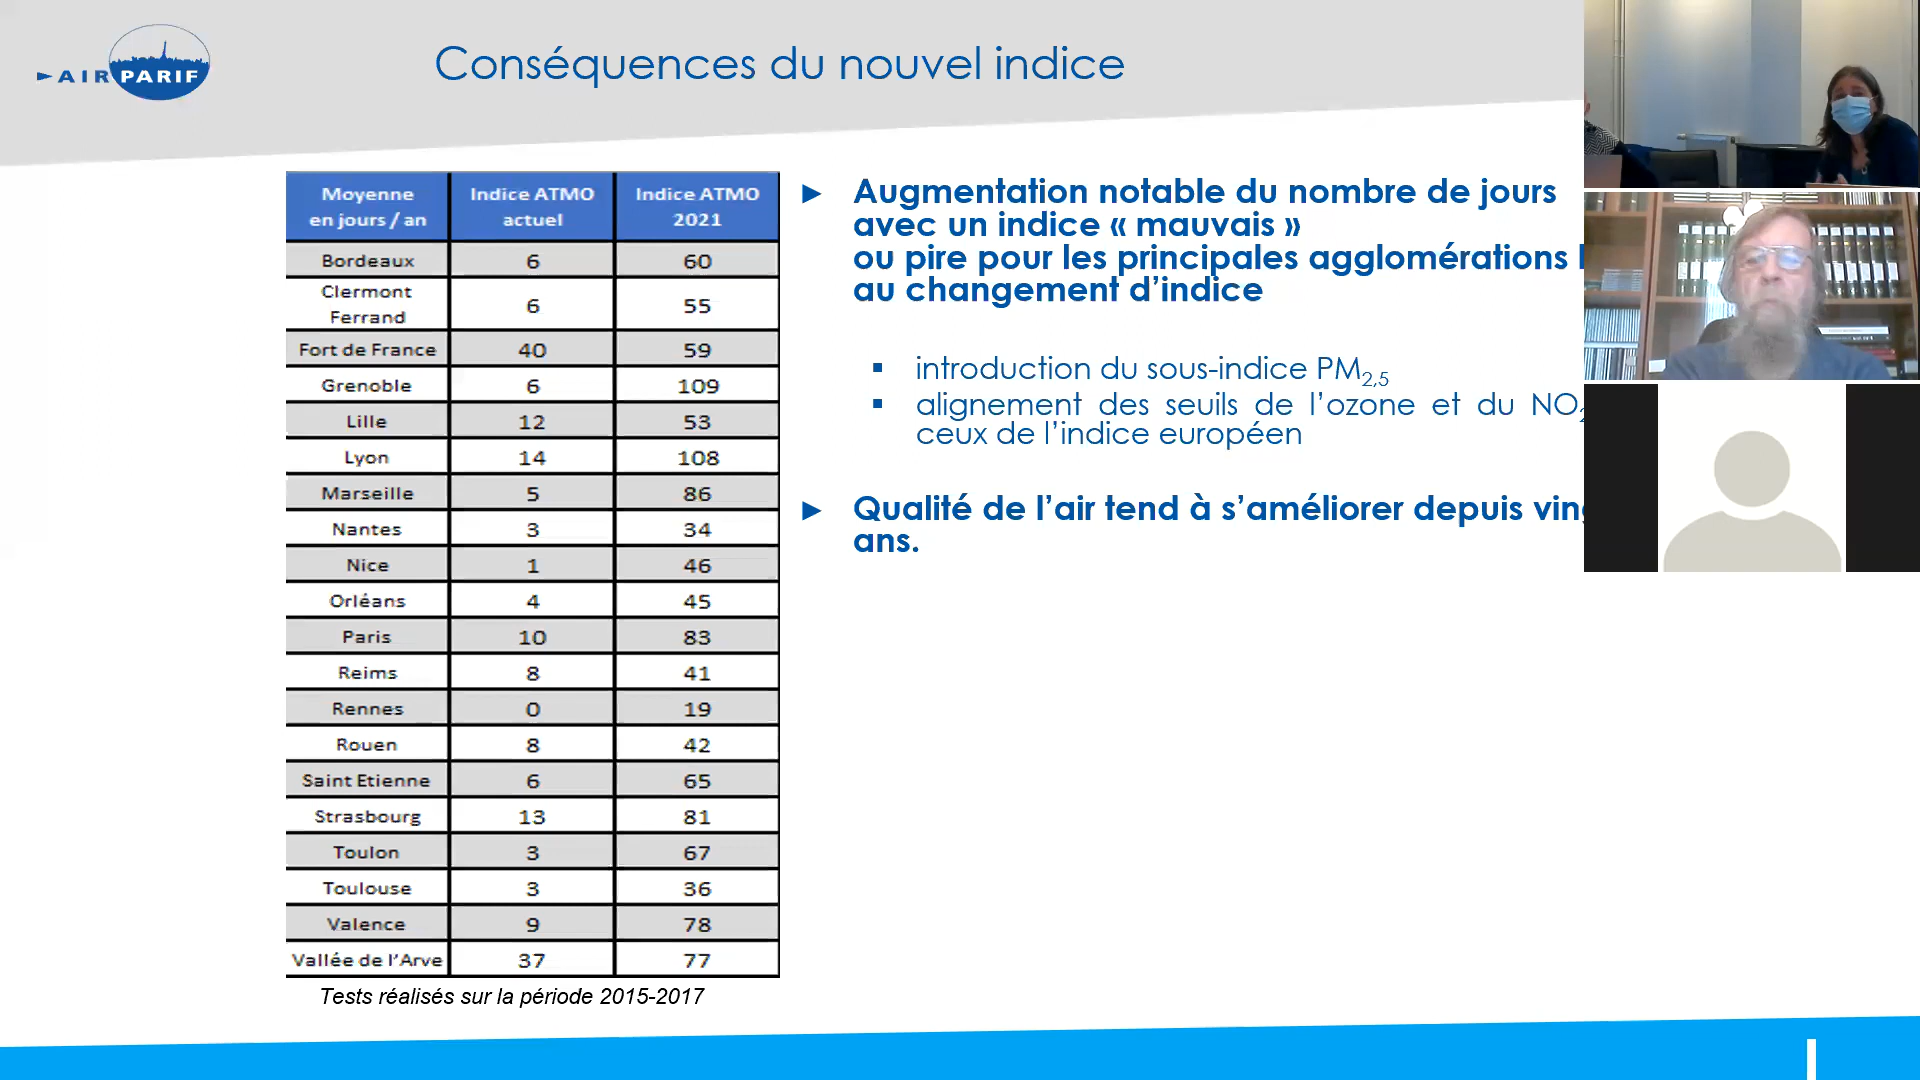 AIRPARIF
Conséquences du nouvel indice
Moyenne en jours / an | Indice ATMO actuel | Indice ATMO 2021
Bordeaux 6 60
Clermont Ferrand 6 55
Fort de France 40 59
Grenoble 6 109
Lille 12 53
Lyon 14 108
Marseille 5 86
Nantes 3 34
Nice 1 46
Orléans 4 45
Paris 10 83
Reims 8 41
Rennes 0 19
Rouen 8 42
Saint Etienne 6 65
Strasbourg 13 81
Toulon 3 67
Toulouse 3 36
Valence 9 78
Vallée de l'Arve 37 77
Tests réalisés sur la période 2015-2017
► Augmentation notable du nombre de jours
avec un indice « mauvais »
ou pire pour les principales agglomérations
au changement d'indice
▪ introduction du sous-indice PM2,5
▪ alignement des seuils de l'ozone et du NO2
ceux de l'indice européen
► Qualité de l'air tend à s'améliorer depuis
ans.